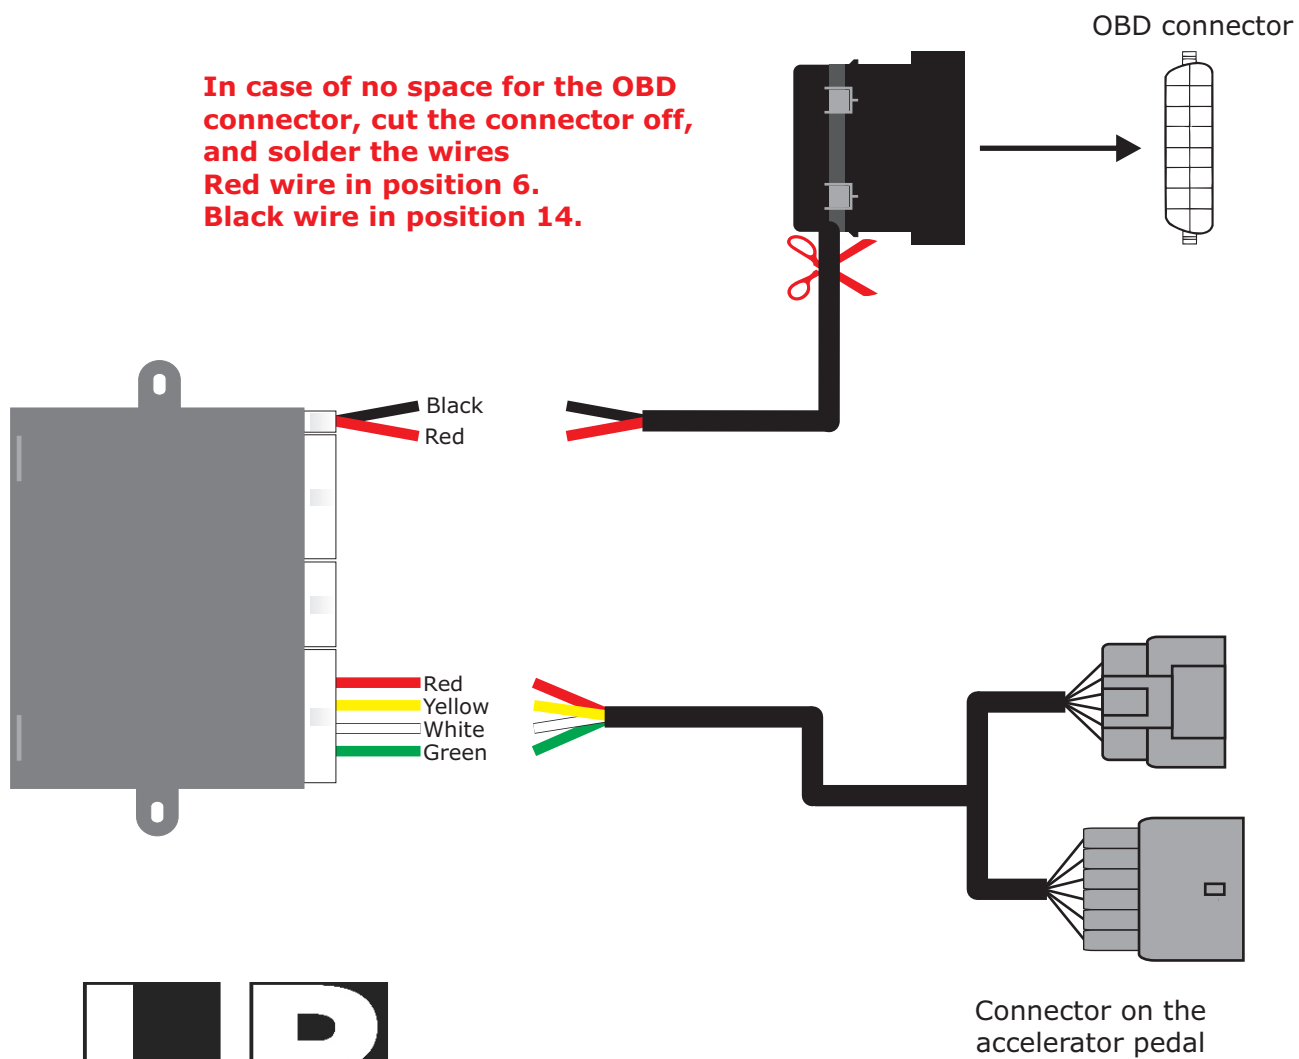 OBD connector
In case of no space for the OBD
connector, cut the connector off,
and solder the wires
Red wire in position 6.
Black wire in position 14.
Black
Red
Red
Yellow
White
Green
Connector on the
accelerator pedal